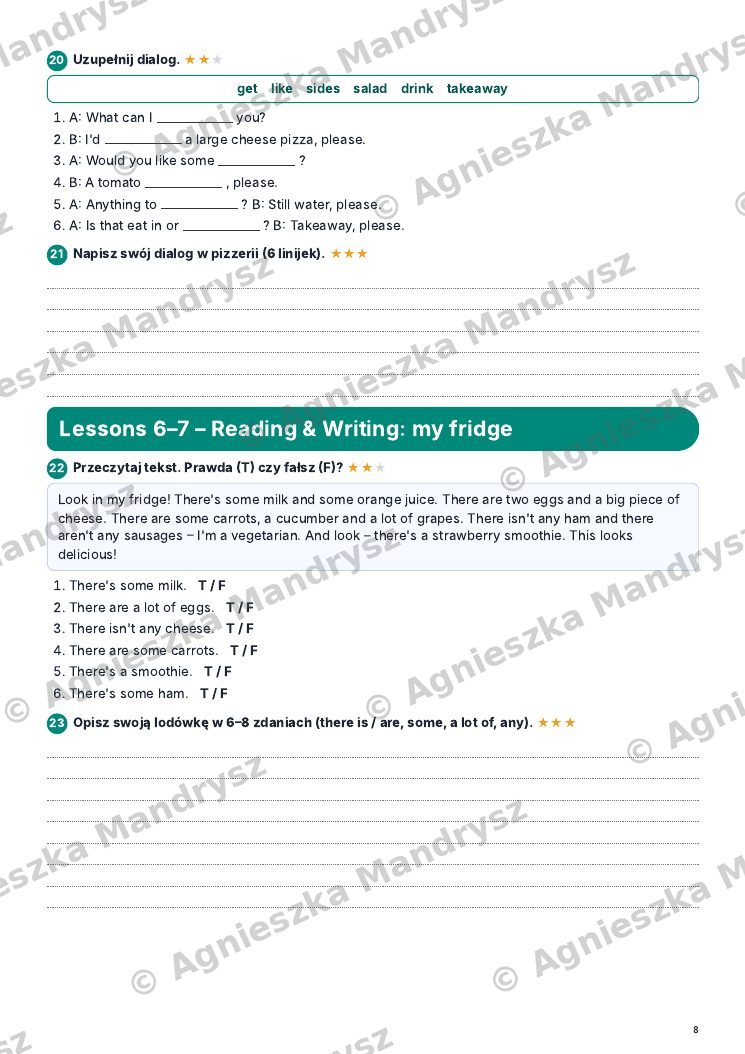 20 Uzupełnij dialog. ★★★
get like sides salad drink takeaway
1. A: What can I ____________ you?
2. B: I'd ____________ a large cheese pizza, please.
3. A: Would you like some ____________ ?
4. B: A tomato ____________ , please.
5. A: Anything to ____________ ? B: Still water, please.
6. A: Is that eat in or ____________ ? B: Takeaway, please.
21 Napisz swój dialog w pizzerii (6 linijek). ★★★
Lessons 6–7 – Reading & Writing: my fridge
22 Przeczytaj tekst. Prawda (T) czy fałsz (F)? ★★★
Look in my fridge! There's some milk and some orange juice. There are two eggs and a big piece of
cheese. There are some carrots, a cucumber and a lot of grapes. There isn't any ham and there
aren't any sausages – I'm a vegetarian. And look – there's a strawberry smoothie. This looks
delicious!
1. There's some milk. T / F
2. There are a lot of eggs. T / F
3. There isn't any cheese. T / F
4. There are some carrots. T / F
5. There's a smoothie. T / F
6. There's some ham. T / F
23 Opisz swoją lodówkę w 6–8 zdaniach (there is / are, some, a lot of, any). ★★★
8
© Agnieszka Mandrysz